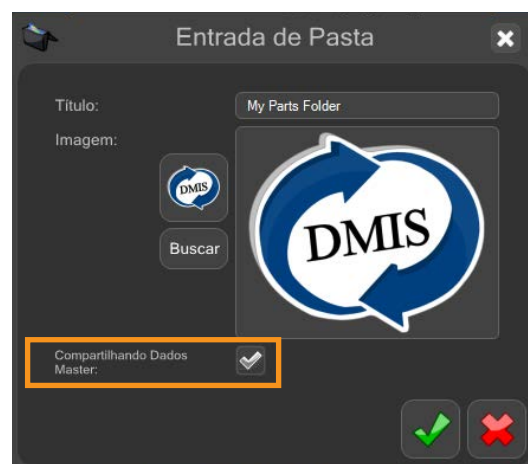 Entrada de Pasta
Título:
My Parts Folder
Imagem:
DMIS
DMIS
Buscar
Compartilhando Dados
Master: